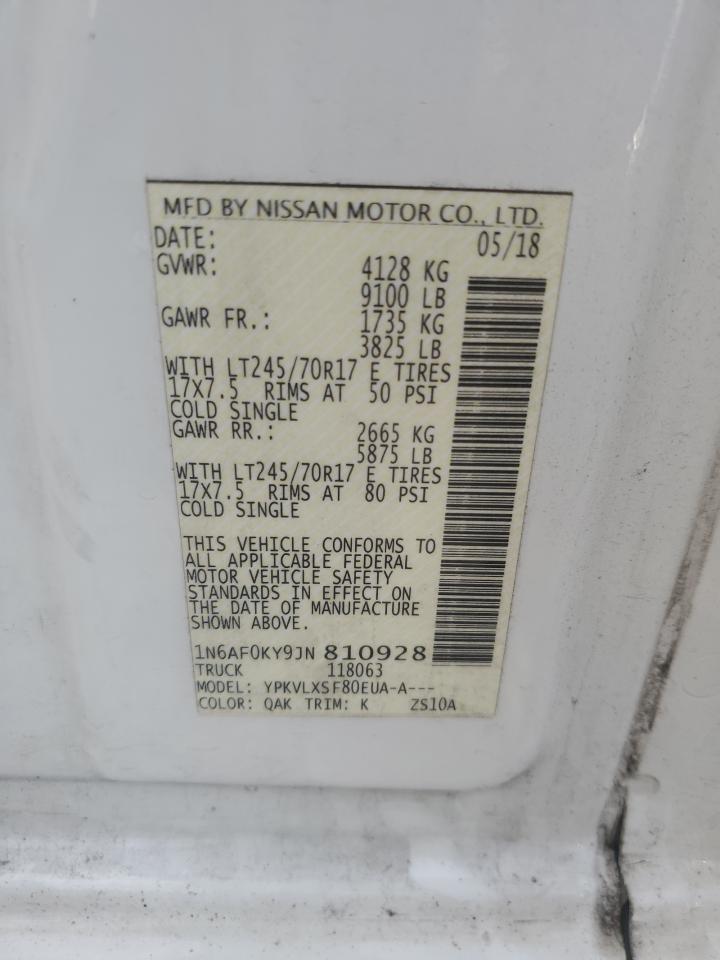 MFD BY NISSAN MOTOR CO., LTD.
DATE: 05/18
GVWR: 4128 KG
9100 LB
GAWR FR.: 1735 KG
3825 LB
WITH LT245/70R17 E TIRES
17X7.5 RIMS AT 50 PSI
COLD SINGLE
GAWR RR.: 2665 KG
5875 LB
WITH LT245/70R17 E TIRES
17X7.5 RIMS AT 80 PSI
COLD SINGLE
THIS VEHICLE CONFORMS TO
ALL APPLICABLE FEDERAL
MOTOR VEHICLE SAFETY
STANDARDS IN EFFECT ON
THE DATE OF MANUFACTURE
SHOWN ABOVE.
1N6AF0KY9JN 810928
TRUCK 118063
MODEL: YPKVLXSF80EUA-A---
COLOR: QAK TRIM: K ZS10A